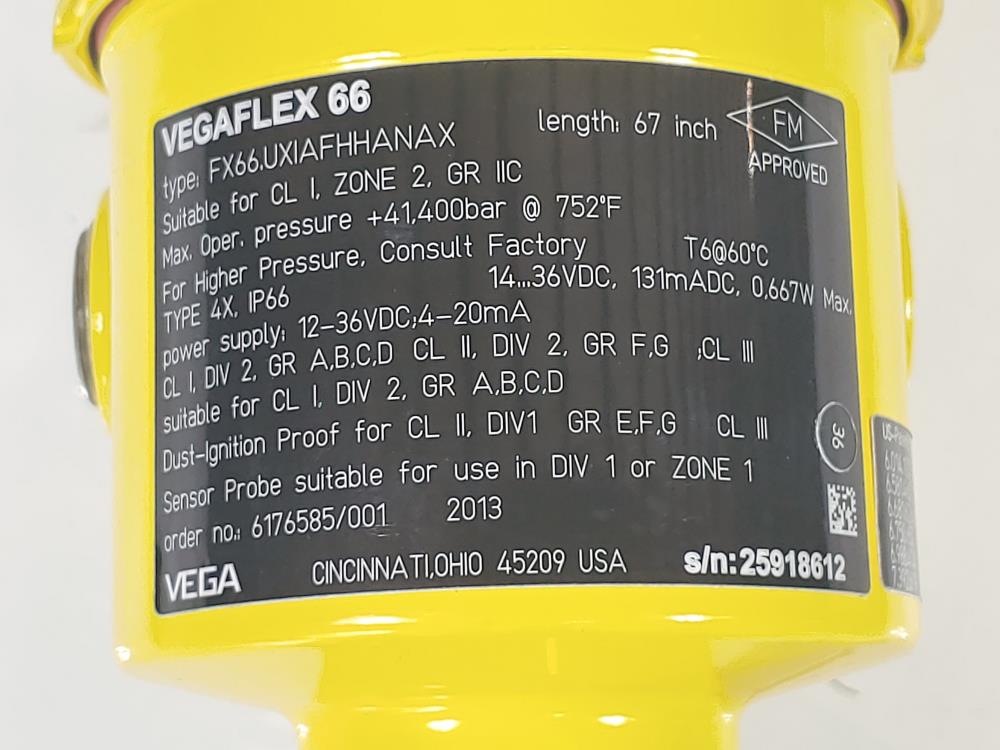 VEGAFLEX 66
type: FX66.UXIAFHHANAX length: 67 inch
FM
APPROVED
Suitable for CL I, ZONE 2, GR IIC
Max. Oper. pressure +41,400bar @ 752°F
For Higher Pressure, Consult Factory T6@60°C
TYPE 4X, IP66 14...36VDC, 131mADC, 0,667W Max.
power supply: 12-36VDC;4-20mA
CL I, DIV 2, GR A,B,C,D CL II, DIV 2, GR F,G ;CL III
suitable for CL I, DIV 2, GR A,B,C,D
Dust-Ignition Proof for CL II, DIV1 GR E,F,G CL III
36
Sensor Probe suitable for use in DIV 1 or ZONE 1
order no.: 6176585/001 2013
VEGA CINCINNATI,OHIO 45209 USA s/n: 25918612